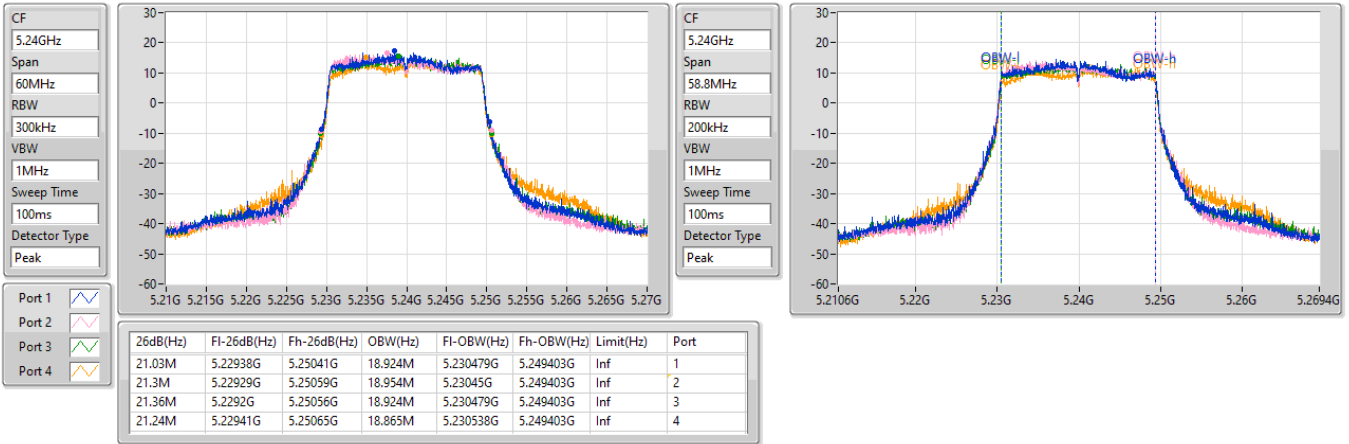 CF
5.24GHz
Span
60MHz
RBW
300kHz
VBW
1MHz
Sweep Time
100ms
Detector Type
Peak
30
20
10
0
-10
-20
-30
-40
-50
-60
5.21G 5.215G 5.22G 5.225G 5.23G 5.235G 5.24G 5.245G 5.25G 5.255G 5.26G 5.265G 5.27G
CF
5.24GHz
Span
58.8MHz
RBW
200kHz
VBW
1MHz
Sweep Time
100ms
Detector Type
Peak
30
20
10
0
-10
-20
-30
-40
-50
-60
OBW-l OBW-h
5.2106G 5.22G 5.23G 5.24G 5.25G 5.26G 5.2694G
Port 1
Port 2
Port 3
Port 4
26dB(Hz) Fl-26dB(Hz) Fh-26dB(Hz) OBW(Hz) Fl-OBW(Hz) Fh-OBW(Hz) Limit(Hz) Port
21.03M 5.22938G 5.25041G 18.924M 5.230479G 5.249403G Inf 1
21.3M 5.22929G 5.25059G 18.954M 5.23045G 5.249403G Inf 2
21.36M 5.2292G 5.25056G 18.924M 5.230479G 5.249403G Inf 3
21.24M 5.22941G 5.25065G 18.865M 5.230538G 5.249403G Inf 4